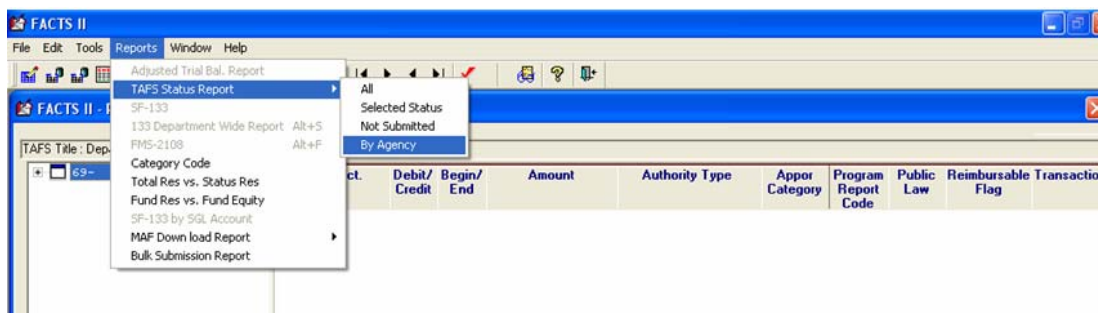 FACTS II
File Edit Tools Reports Window Help
Adjusted Trial Bal. Report
TAFS Status Report
SF-133
133 Department Wide Report Alt+S
FMS-2108 Alt+F
Category Code
Total Res vs. Status Res
Fund Res vs. Fund Equity
SF-133 by SGL Account
MAF Down load Report
Bulk Submission Report
All
Selected Status
Not Submitted
By Agency
FACTS II -
TAFS Title : Dep
69-
ct.
Debit/
Credit
Begin/
End
Amount
Authority Type
Appor
Category
Program
Report
Code
Public
Law
Reimbursable
Flag
Transactio